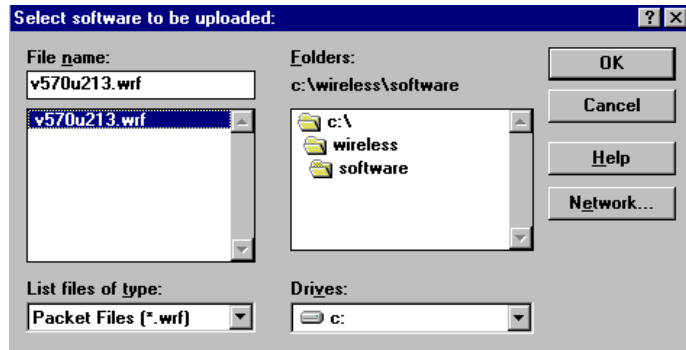 Select software to be uploaded:
File name:
v570u213.wrf
v570u213.wrf
List files of type:
Packet Files (*.wrf)
Folders:
c:\wireless\software
c:\
wireless
software
Drives:
c:
OK
Cancel
Help
Network...